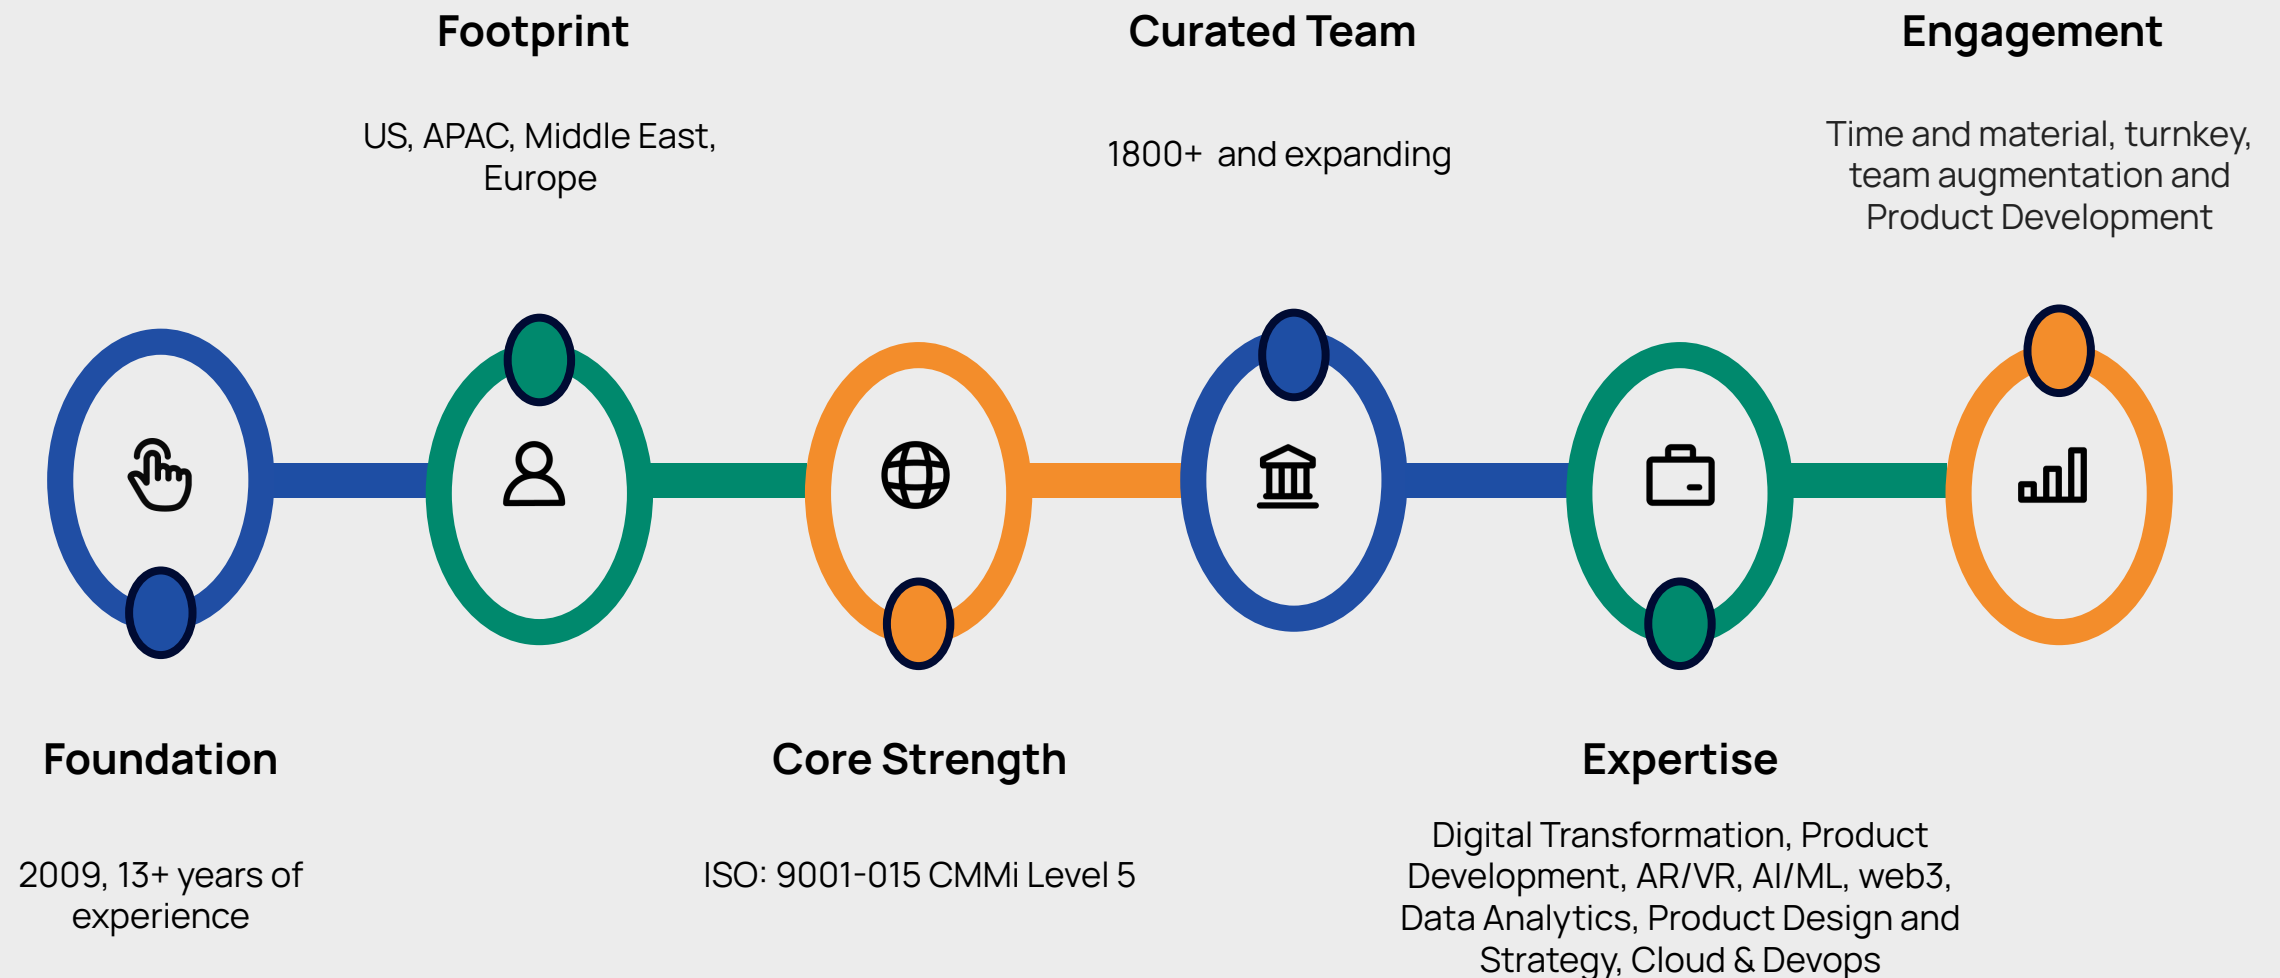 Footprint
US, APAC, Middle East,
Europe
Curated Team
1800+  and expanding
Engagement
Time and material, turnkey,
team augmentation and
Product Development
Foundation
2009, 13+ years of
experience
Core Strength
ISO: 9001-015 CMMi Level 5
Expertise
Digital Transformation, Product
Development, AR/VR, AI/ML, web3,
Data Analytics, Product Design and
Strategy, Cloud & Devops